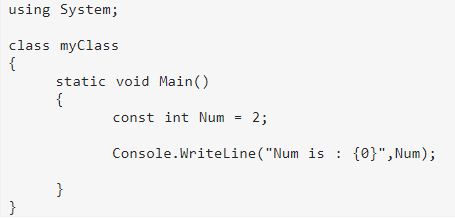 using System;
class myClass
{
static void Main()
{
const int Num = 2;
Console.WriteLine("Num is : {0}",Num);
}
}